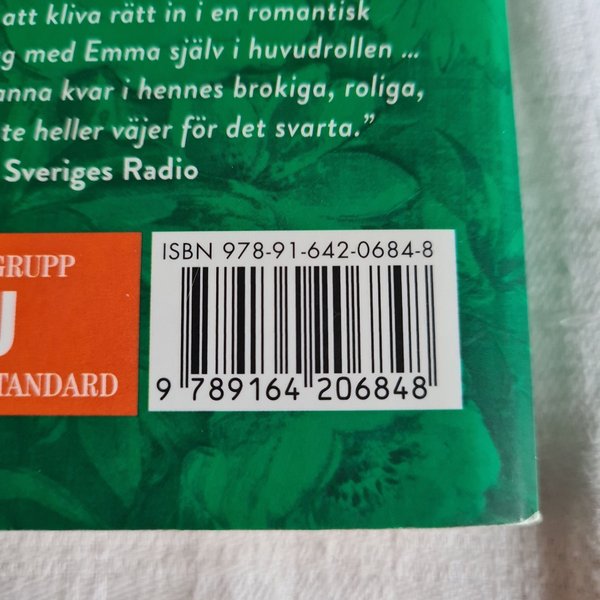 att kliva rätt in i en romantisk
g med Emma själv i huvudrollen ...
anna kvar i hennes brokiga, roliga,
te heller väjer för det svarta.”
Sveriges Radio
GRUPP
U
STANDARD
ISBN 978-91-642-0684-8
9 789164 206848